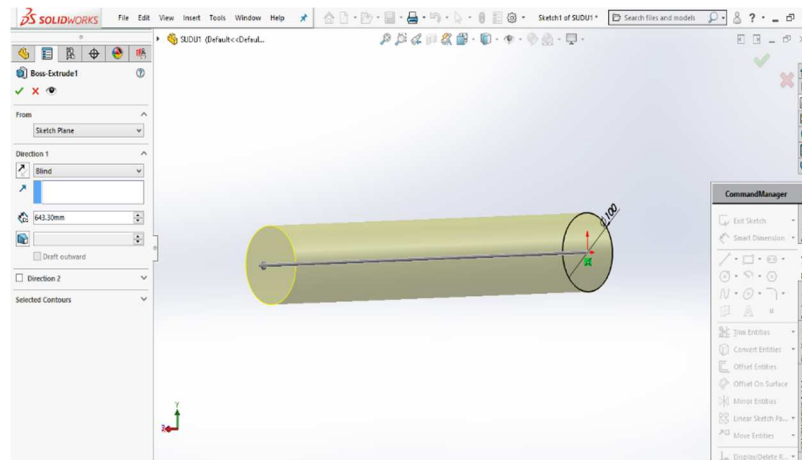 SOLIDWORKS File Edit View Insert Tools Window Help Sketch1 of SUDU1 * Search files and models ?
SUDU1 (Default<<Defaul...
Boss-Extrude1
From
Sketch Plane
Direction 1
Blind
643.30mm
Draft outward
Direction 2
Selected Contours
100
Y
CommandManager
Exit Sketch
Smart Dimension
Trim Entities
Convert Entities
Offset Entities
Offset On Surface
Mirror Entities
Linear Sketch Pa...
Move Entities
Display/Delete R...